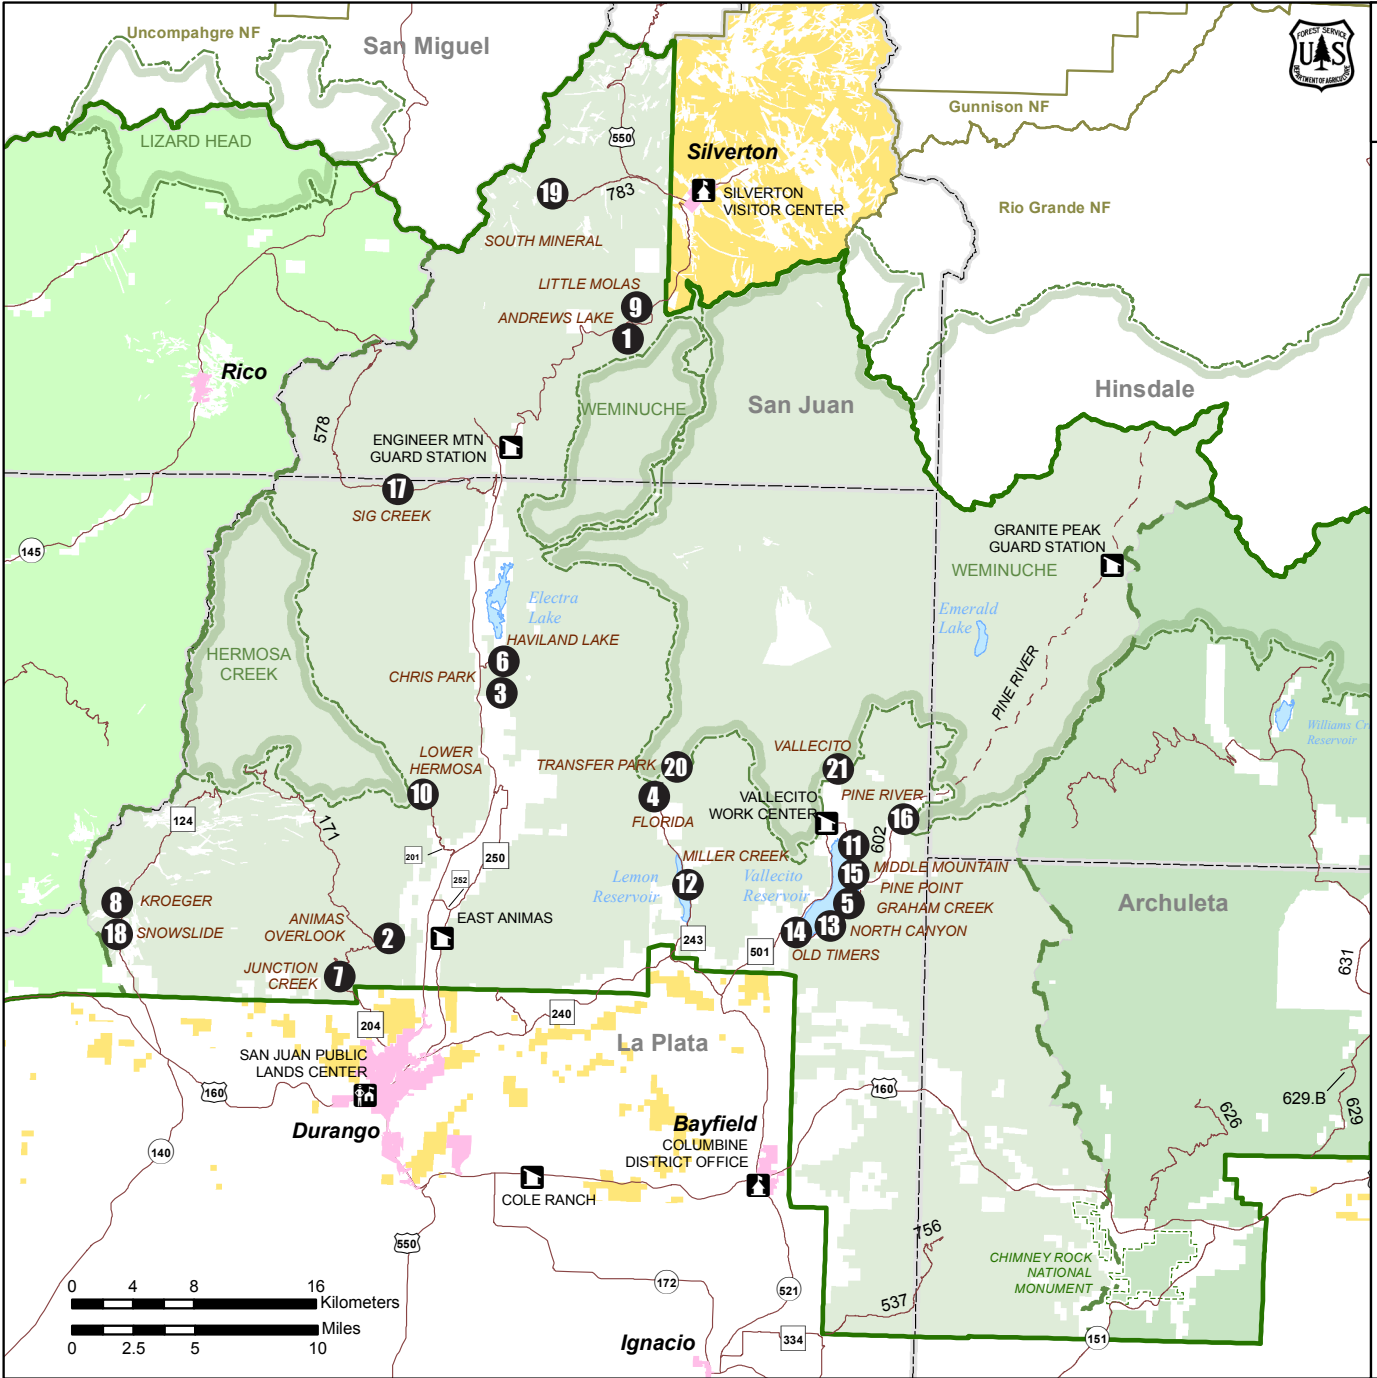 Uncompahgre NF
San Miguel
FOREST SERVICE
U S
DEPARTMENT OF AGRICULTURE
Gunnison NF
LIZARD HEAD
550
Silverton
19
783
SILVERTON
VISITOR CENTER
Rio Grande NF
SOUTH MINERAL
LITTLE MOLAS
9
ANDREWS LAKE
1
Rico
Hinsdale
WEMINUCHE
San Juan
578
ENGINEER MTN
GUARD STATION
17
SIG CREEK
145
GRANITE PEAK
GUARD STATION
WEMINUCHE
Electra
Lake
Emerald
Lake
HAVILAND LAKE
6
HERMOSA
CREEK
CHRIS PARK
3
PINE RIVER
Williams Cr
Reservoir
LOWER
HERMOSA
10
TRANSFER PARK
20
VALLECITO
21
4
FLORIDA
VALLECITO
WORK CENTER
PINE RIVER
16
124
171
201
250
252
602
11
MILLER CREEK
MIDDLE MOUNTAIN
Lemon
Reservoir
12
Vallecito
Reservoir
15
PINE POINT
8
KROEGER
5
GRAHAM CREEK
Archuleta
18
SNOWSLIDE
ANIMAS
OVERLOOK
2
EAST ANIMAS
13
NORTH CANYON
14
OLD TIMERS
243
501
631
JUNCTION
CREEK
7
204
240
La Plata
SAN JUAN PUBLIC
LANDS CENTER
160
160
629.B
629
626
Durango
Bayfield
COLUMBINE
DISTRICT OFFICE
140
COLE RANCH
550
756
CHIMNEY ROCK
NATIONAL
MONUMENT
172
521
537
0 4 8 16
Kilometers
Miles
0 2.5 5 10
Ignacio
334
151